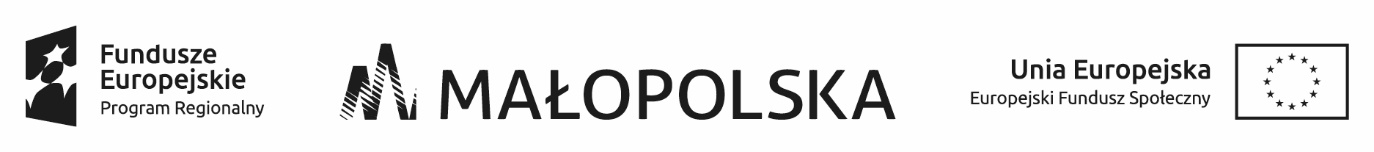 Fundusze
Europejskie
Program Regionalny
MAŁOPOLSKA
Unia Europejska
Europejski Fundusz Społeczny